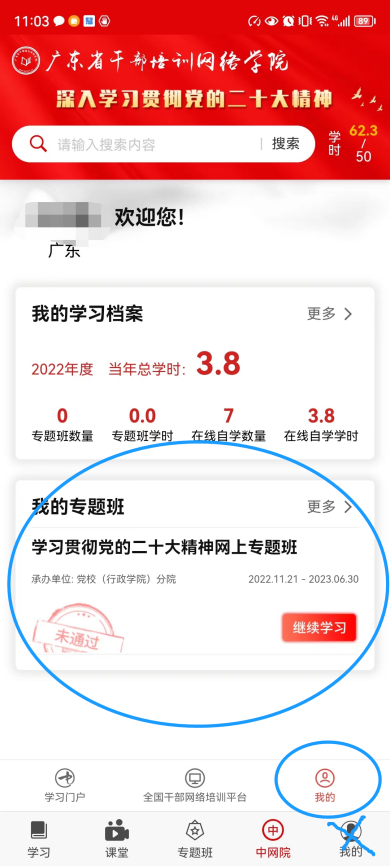 11:03
89
广东省干部培训网络学院
深入学习贯彻党的二十大精神
请输入搜索内容 | 搜索
学时 62.3 / 50
欢迎您!
广东
我的学习档案 更多
2022年度 当年总学时: 3.8
0 0.0 7 3.8
专题班数量 专题班学时 在线自学数量 在线自学学时
我的专题班 更多
学习贯彻党的二十大精神网上专题班
承办单位: 党校（行政学院）分院 2022.11.21 - 2023.06.30
未通过
继续学习
学习门户 全国干部网络培训平台 我的
中
学习 课堂 专题班 中网院 我的